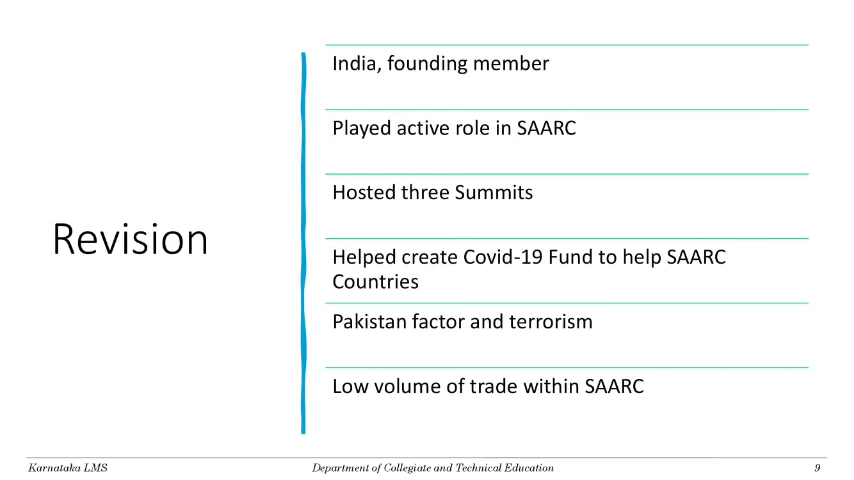 Revision
India, founding member
Played active role in SAARC
Hosted three Summits
Helped create Covid-19 Fund to help SAARC
Countries
Pakistan factor and terrorism
Low volume of trade within SAARC
Karnataka LMS
Department of Collegiate and Technical Education
9